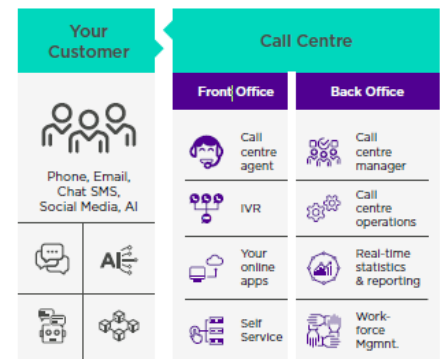 Your
Customer
Call Centre
Front Office
Back Office
Phone, Email,
Chat SMS,
Social Media, AI
AI
Call
centre
agent
Call
centre
manager
IVR
Call
centre
operations
Your
online
apps
Real-time
statistics
& reporting
Self
Service
Work-
force
Mgmnt.